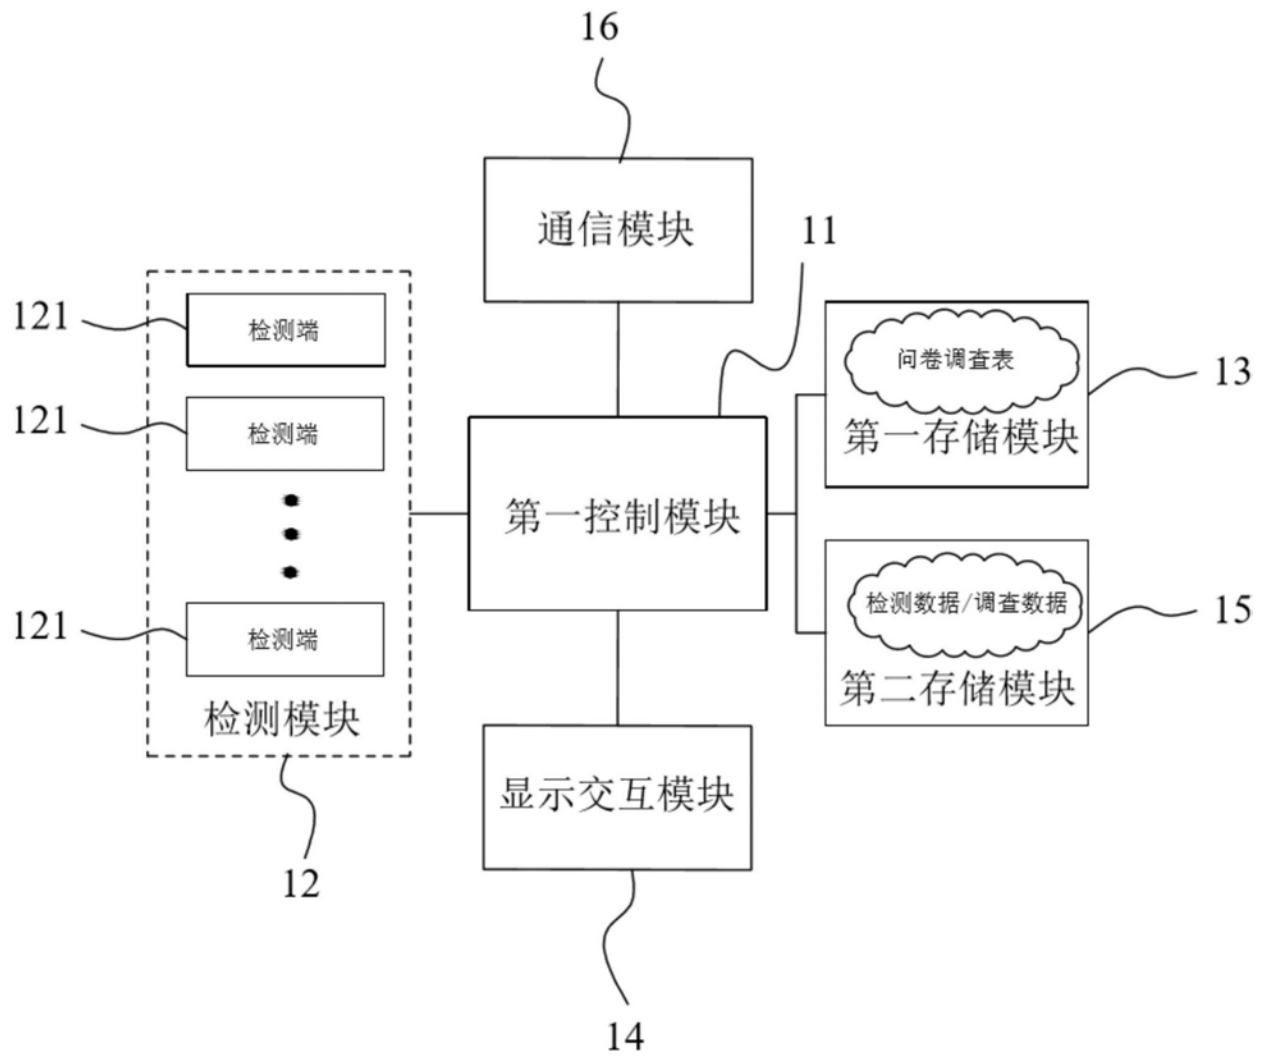 16
通信模块
11
121
检测端
问卷调查表
13
第一存储模块
121
检测端
第一控制模块
检测数据/调查数据
15
第二存储模块
121
检测端
检测模块
显示交互模块
12
14